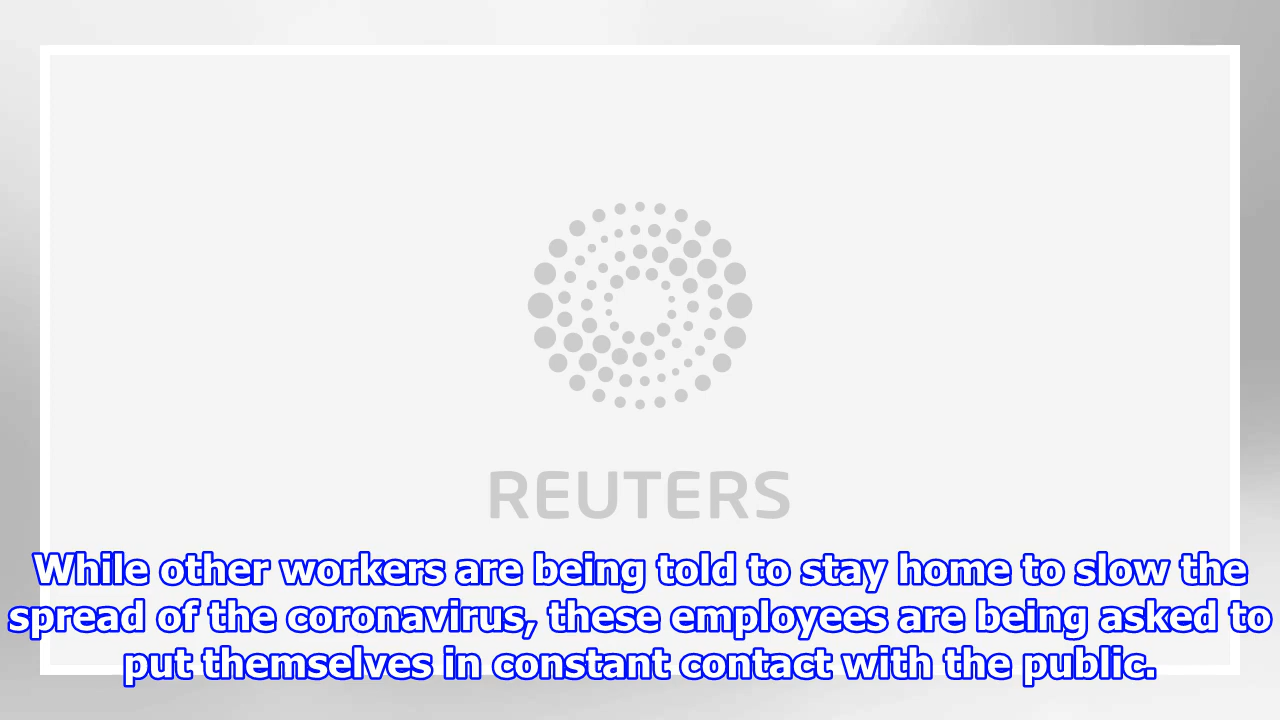 REUTERS
While other workers are being told to stay home to slow the
spread of the coronavirus, these employees are being asked to
put themselves in constant contact with the public.